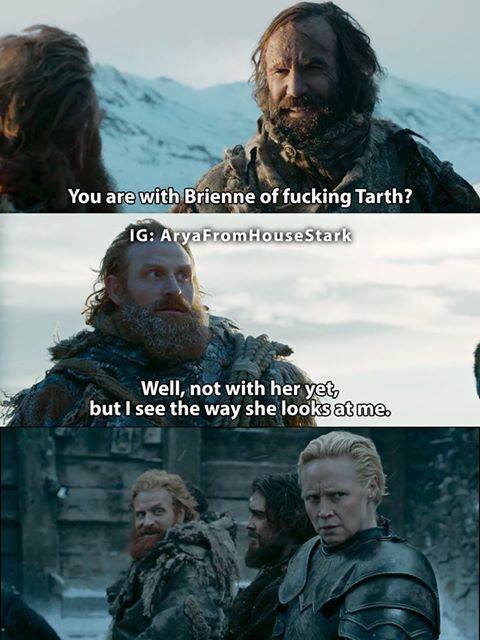 You are with Brienne of fucking Tarth?
IG: AryaFromHouseStark
Well, not with her yet,
but I see the way she looks at me.